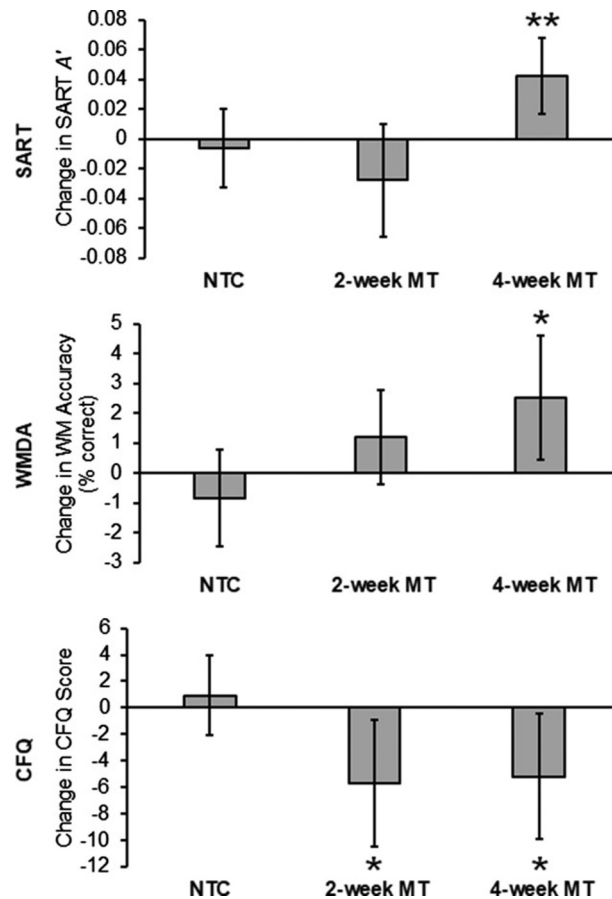 SART
Change in SART A′
0.08
0.06
0.04
0.02
0
-0.02
-0.04
-0.06
-0.08
**
NTC
2-week MT
4-week MT
WMDA
Change in WM Accuracy
(% correct)
5
4
3
2
1
0
-1
-2
-3
*
NTC
2-week MT
4-week MT
CFQ
Change in CFQ Score
6
4
2
0
-2
-4
-6
-8
-10
-12
*
*
NTC
2-week MT
4-week MT